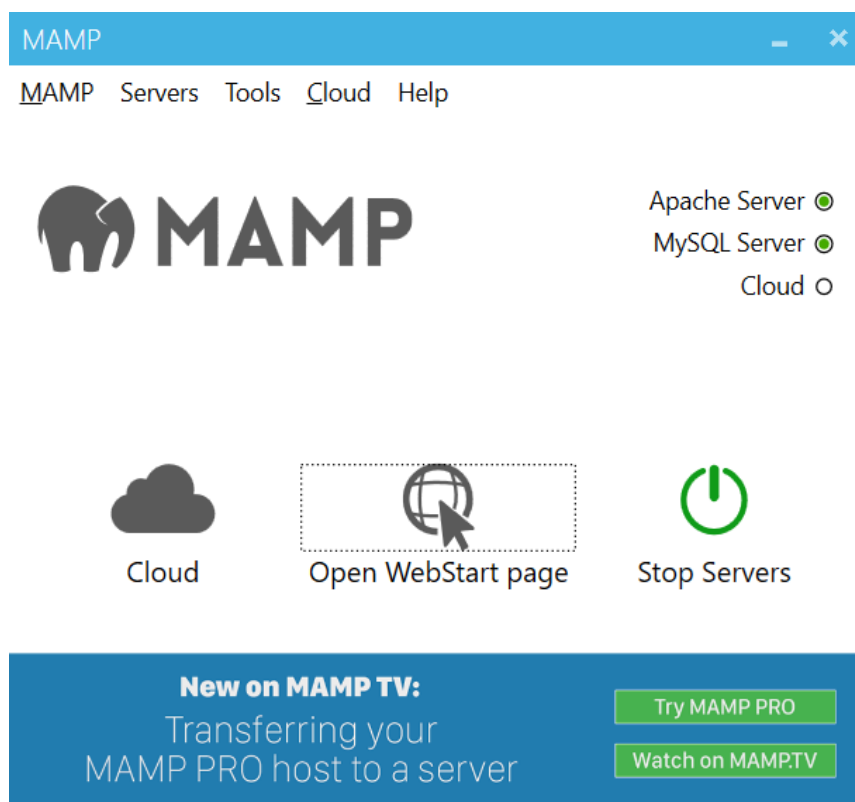 MAMP
MAMP Servers Tools Cloud Help
MAMP
Apache Server
MySQL Server
Cloud
Cloud
Open WebStart page
Stop Servers
New on MAMP TV:
Transferring your
MAMP PRO host to a server
Try MAMP PRO
Watch on MAMP.TV